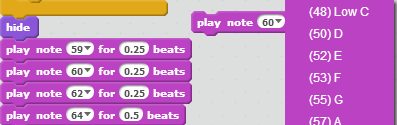 hide
play note 59 for 0.25 beats
play note 60 for 0.25 beats
play note 62 for 0.25 beats
play note 64 for 0.5 beats
play note 60
(48) Low C
(50) D
(52) E
(53) F
(55) G
(57) A